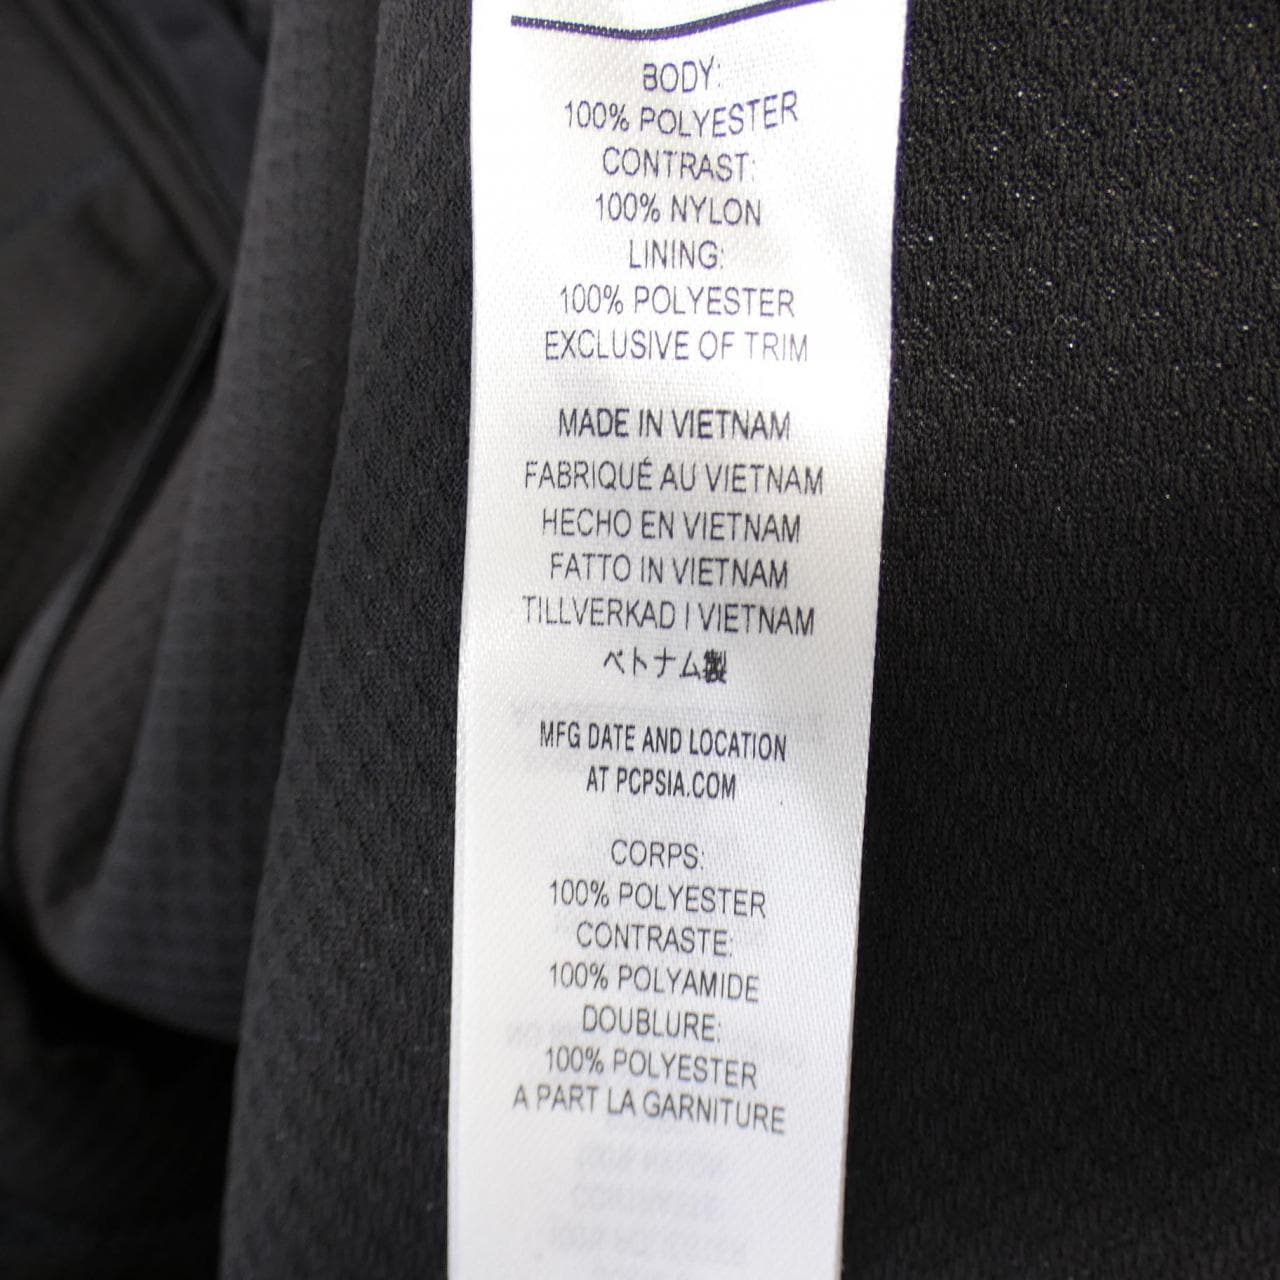 BODY:
100% POLYESTER
CONTRAST:
100% NYLON
LINING:
100% POLYESTER
EXCLUSIVE OF TRIM
MADE IN VIETNAM
FABRIQUÉ AU VIETNAM
HECHO EN VIETNAM
FATTO IN VIETNAM
TILLVERKAD I VIETNAM
ベトナム製
MFG DATE AND LOCATION
AT PCPSIA.COM
CORPS:
100% POLYESTER
CONTRASTE:
100% POLYAMIDE
DOUBLURE:
100% POLYESTER
A PART LA GARNITURE